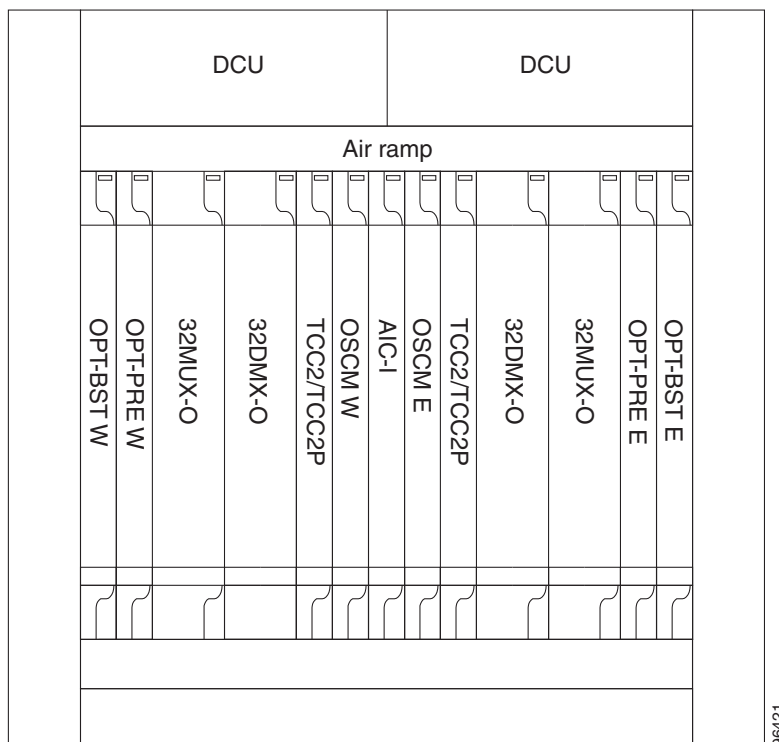 DCU
DCU
Air ramp
OPT-BST W
OPT-PRE W
32MUX-O
32DMX-O
TCC2/TCC2P
OSCM W
AIC-I
OSCM E
TCC2/TCC2P
32DMX-O
32MUX-O
OPT-PRE E
OPT-BST E